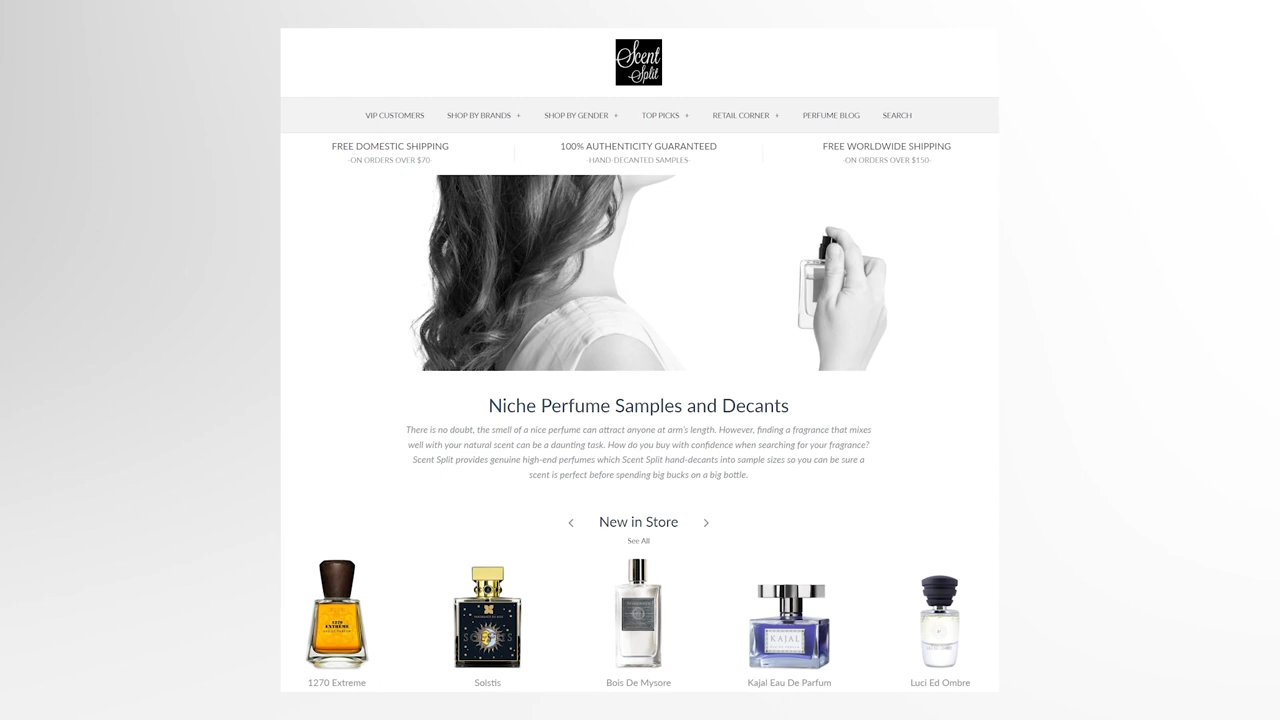 Scent
Split
VIP CUSTOMERS SHOP BY BRANDS + SHOP BY GENDER + TOP PICKS + RETAIL CORNER + PERFUME BLOG SEARCH
FREE DOMESTIC SHIPPING 100% AUTHENTICITY GUARANTEED FREE WORLDWIDE SHIPPING
-ON ORDERS OVER $70- -HAND-DECANTED SAMPLES- -ON ORDERS OVER $150-
Niche Perfume Samples and Decants
There is no doubt, the smell of a nice perfume can attract anyone at arm's length. However, finding a fragrance that mixes
well with your natural scent can be a daunting task. How do you buy with confidence when searching for your fragrance?
Scent Split provides genuine high-end perfumes which Scent Split hand-decants into sample sizes so you can be sure a
scent is perfect before spending big bucks on a big bottle.
< New in Store >
See All
1270
EXTRÊME
KAJAL
1270 Extreme Solstis Bois De Mysore Kajal Eau De Parfum Luci Ed Ombre